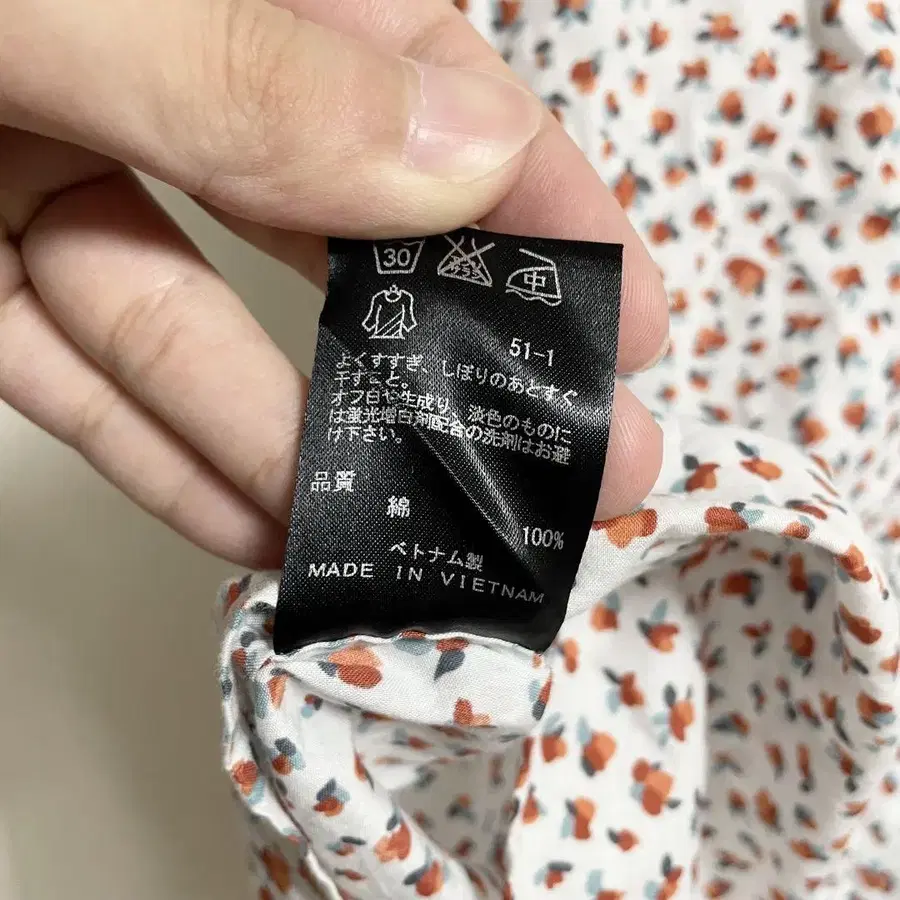 30 エンソ 中
51-1
よくすすぎ、しぼりのあとすぐ
干すこと。
オフ白や生成り、淡色のものに
は蛍光増白剤配合の洗剤はお避
け下さい。
品質
綿 100%
ベトナム製
MADE IN VIETNAM